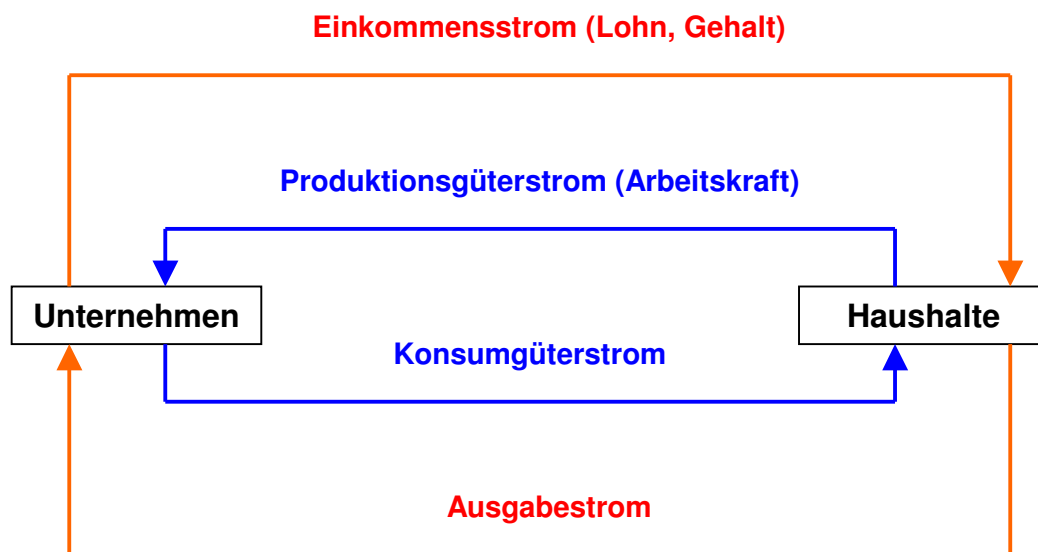 Einkommensstrom (Lohn, Gehalt)
Produktionsgüterstrom (Arbeitskraft)
Unternehmen
Haushalte
Konsumgüterstrom
Ausgabestrom